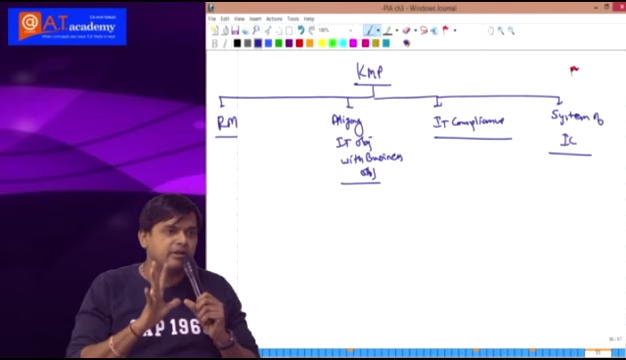 @A.T. academy
PIA ch3 - Windows Journal
File Edit View Insert Actions Tools Help
KMP
RM
Aligning
IT obj
with Business
obj
IT Compliance
System of
IC
GAP 1969